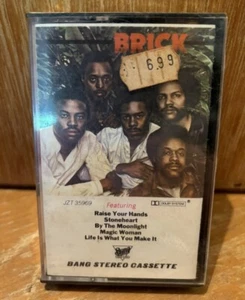 BRICK
6.99
JZT 35969
Featuring
Raise Your Hands
Stoneheart
By The Moonlight
Magic Woman
Life Is What You Make It
BANG STEREO CASSETTE